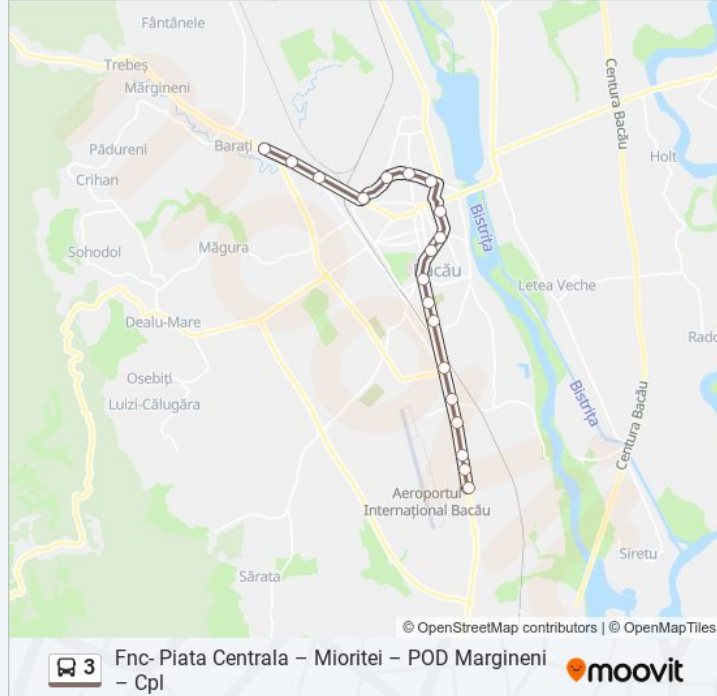 Fântânele
Trebeș
Mărgineni
Barați
Pădureni
Crihan
Holt
Centura Bacău
Bistrița
Măgura
Sohodol
Bacău
Letea Veche
Dealu-Mare
Rado
Osebiți
Luizi-Călugăra
Bistrița
Centura Bacău
Aeroportul
Internațional Bacău
Siretu
Sărata
© OpenStreetMap contributors | © OpenMapTiles
3
Fnc- Piata Centrala – Mioritei – POD Margineni
– Cpl
moovit